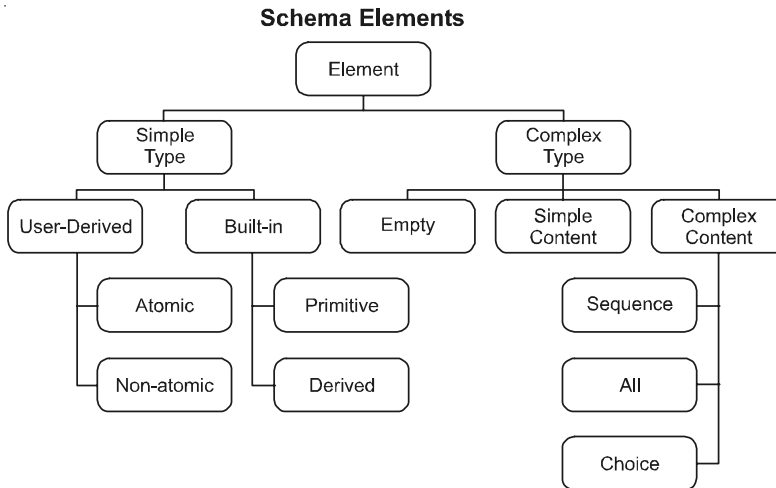 Schema Elements
Element
Simple
Type
Complex
Type
User-Derived
Built-in
Empty
Simple
Content
Complex
Content
Atomic
Primitive
Sequence
Non-atomic
Derived
All
Choice